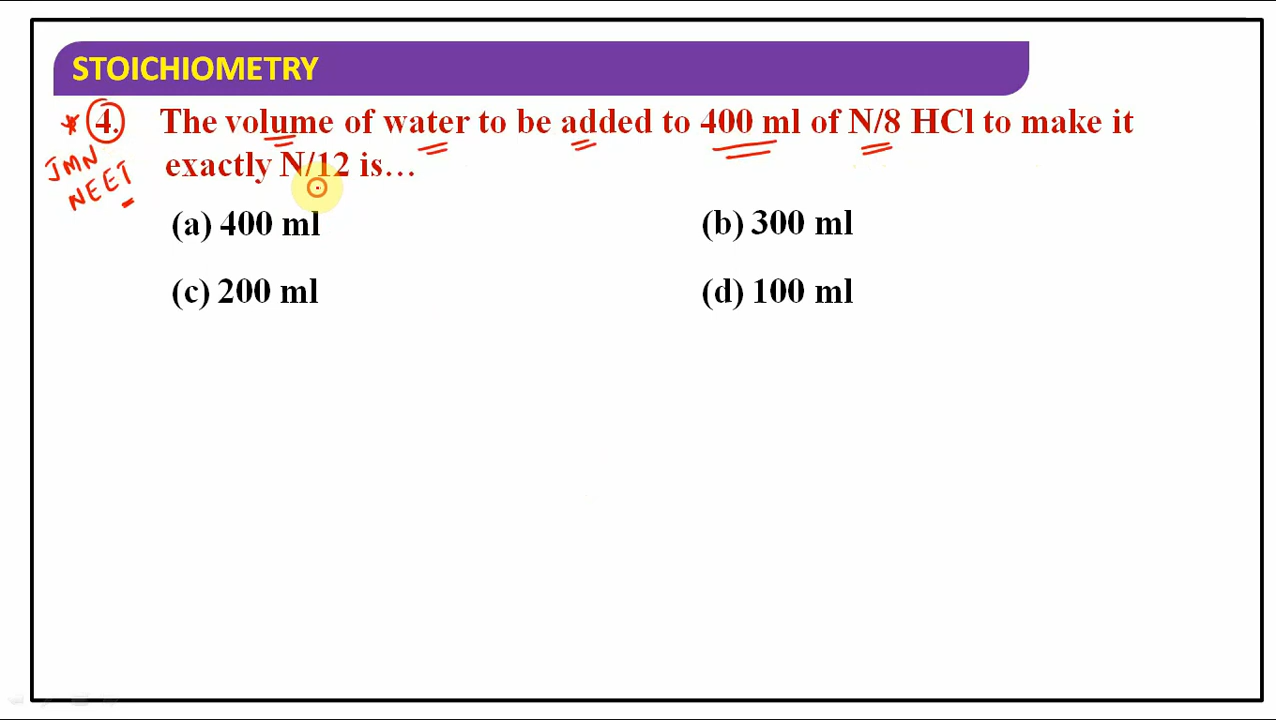 STOICHIOMETRY
* 4. The volume of water to be added to 400 ml of N/8 HCl to make it
JMN exactly N/12 is...
NEET
(a) 400 ml (b) 300 ml
(c) 200 ml (d) 100 ml